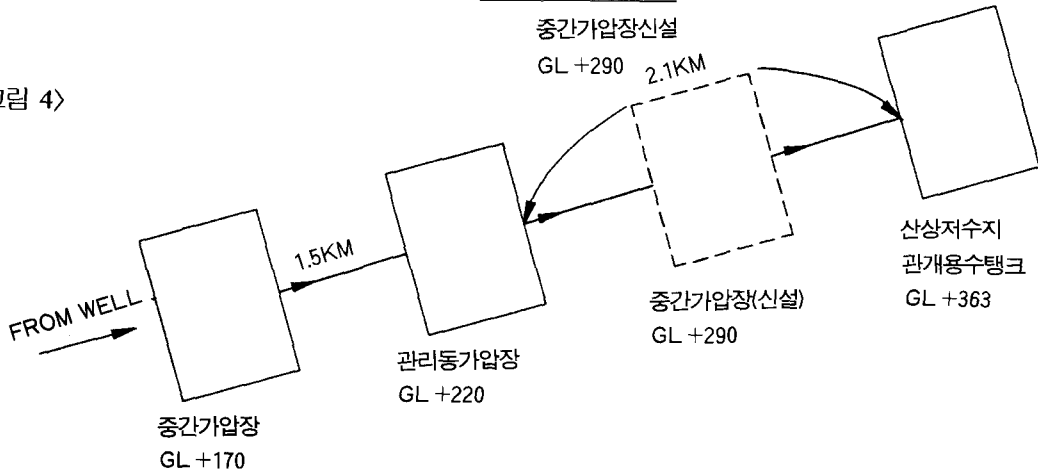 중간가압장신설
GL +290
2.1KM
림 4〉
1.5KM
FROM WELL
산상저수지
관개용수탱크
GL +363
중간가압장(신설)
GL +290
관리동가압장
GL +220
중간가압장
GL +170